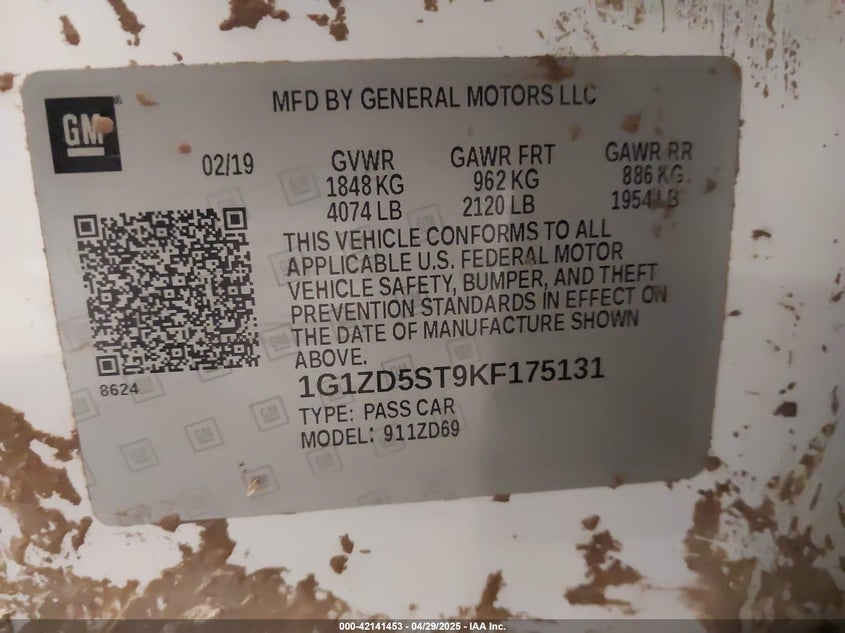 MFD BY GENERAL MOTORS LLC
GM
02/19 GVWR GAWR FRT GAWR RR
1848 KG 962 KG 886 KG
4074 LB 2120 LB 1954 LB
THIS VEHICLE CONFORMS TO ALL
APPLICABLE U.S. FEDERAL MOTOR
VEHICLE SAFETY, BUMPER, AND THEFT
PREVENTION STANDARDS IN EFFECT ON
THE DATE OF MANUFACTURE SHOWN
ABOVE.
8624
1G1ZD5ST9KF175131
TYPE: PASS CAR
MODEL: 911ZD69
000-42141453 - 04/29/2025 - IAA Inc.